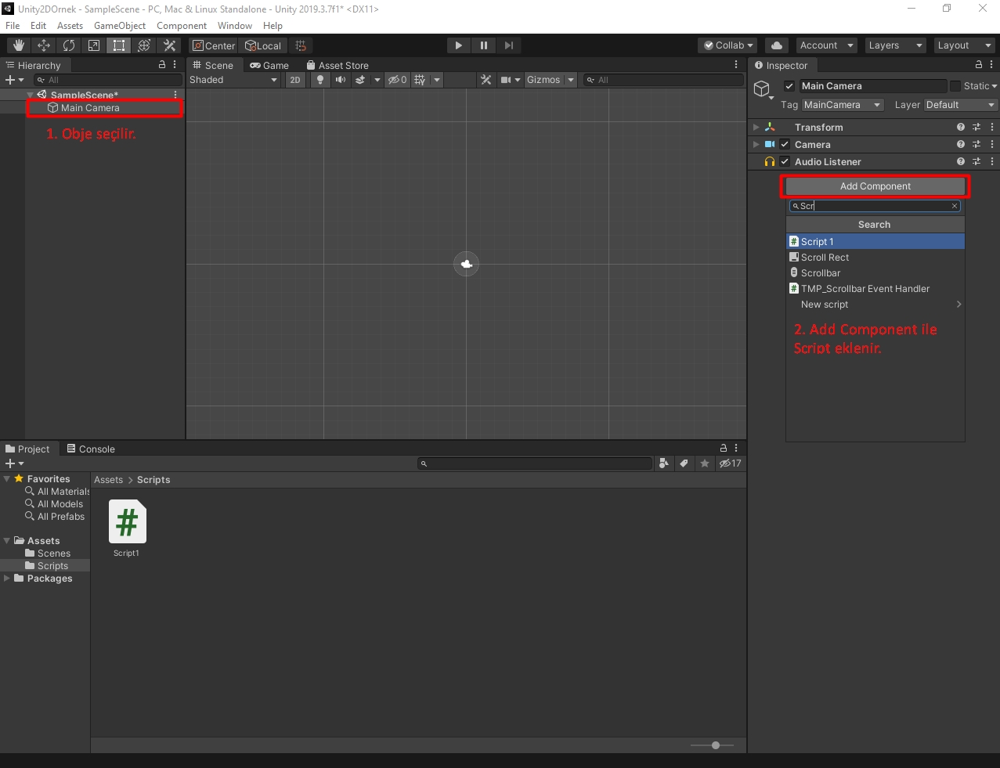 Unity2DOrnek - SampleScene - PC, Mac & Linux Standalone - Unity 2019.3.7f1* <DX11>
File Edit Assets GameObject Component Window Help
Center Local Collab Account Layers Layout
Hierarchy
All
SampleScene*
Main Camera
1. Obje seçilir.
Scene Game Asset Store
Shaded 2D 0 Gizmos All
Inspector
Main Camera Static
Tag MainCamera Layer Default
Transform
Camera
Audio Listener
Add Component
Scr
Search
Script 1
Scroll Rect
Scrollbar
TMP_Scrollbar Event Handler
New script
2. Add Component ile
Script eklenir.
Project Console
17
Favorites
All Materials
All Models
All Prefabs
Assets
Scenes
Scripts
Packages
Assets > Scripts
#
Script1